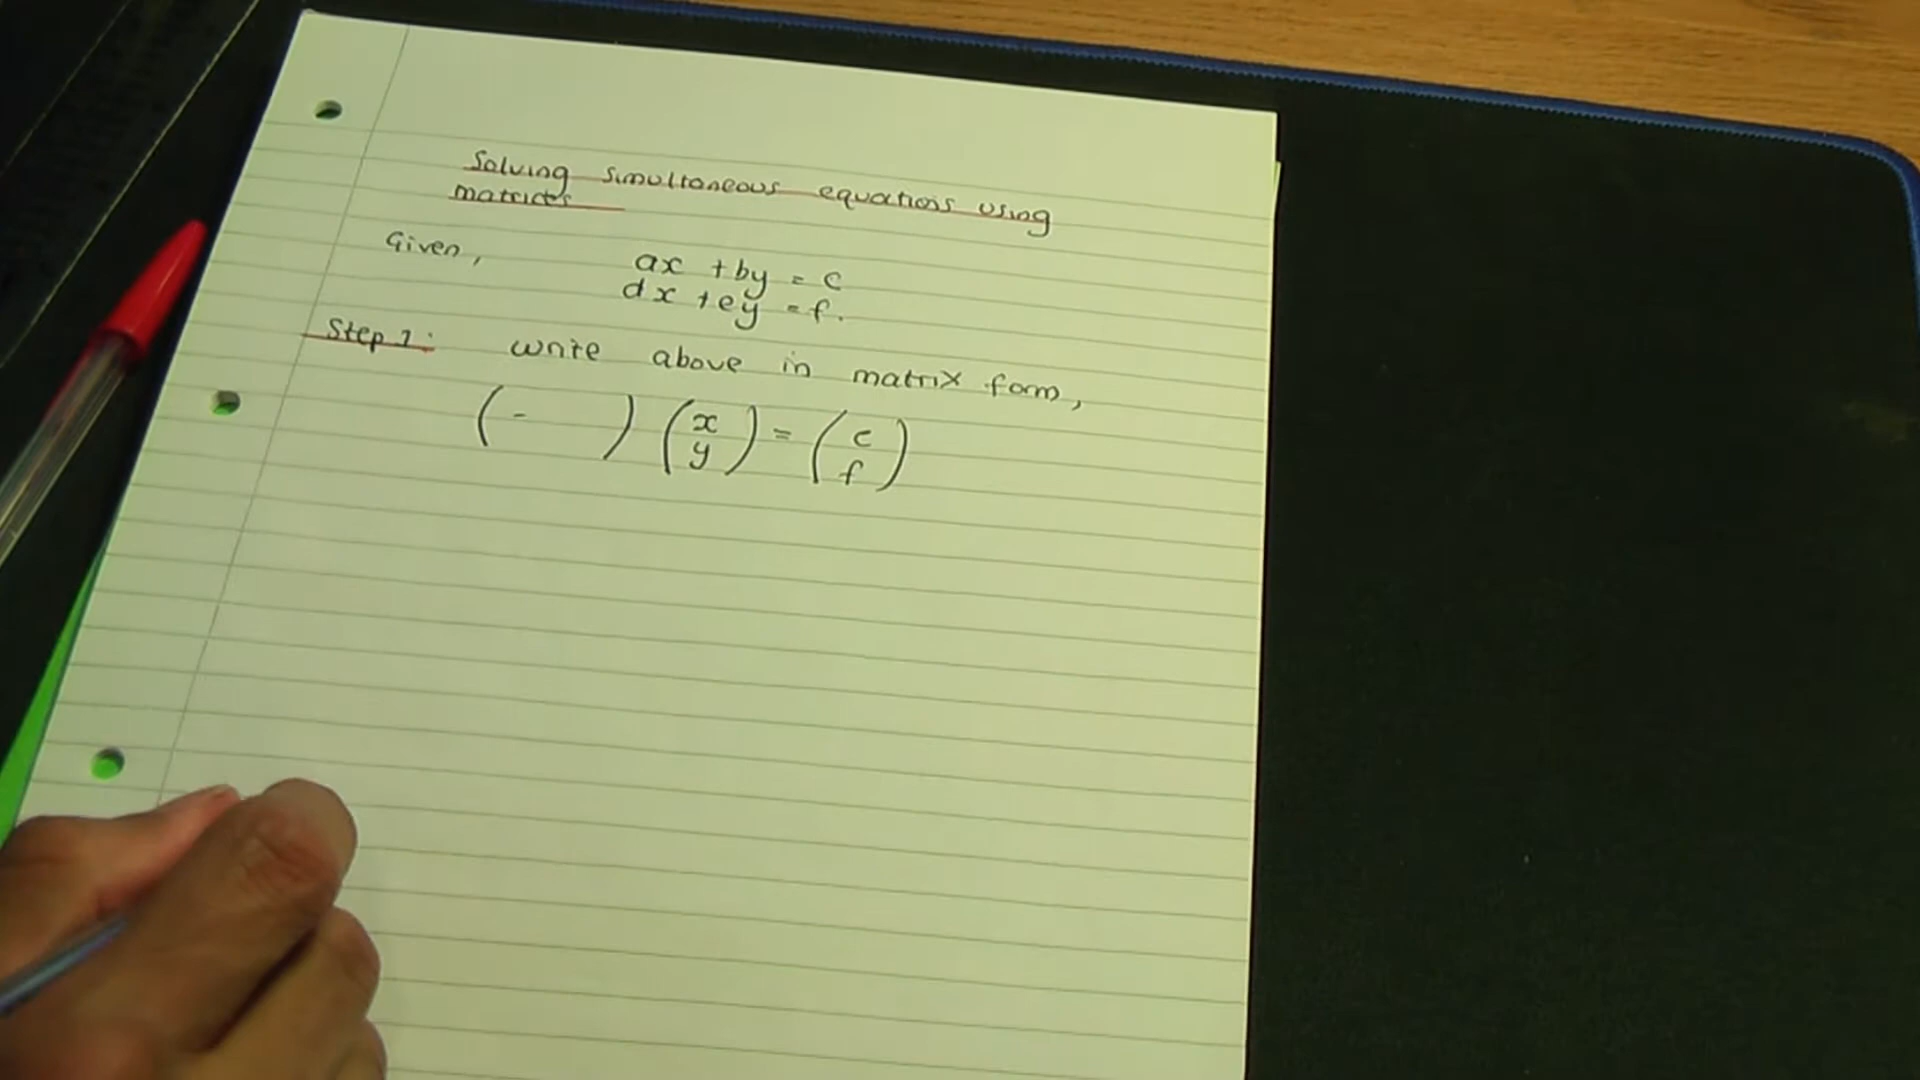 Solving simultaneous equations using
matrices
Given, ax + by = c
dx + ey = f.
Step 1: write above in matrix form,
( -    ) ( x y ) = ( c f )